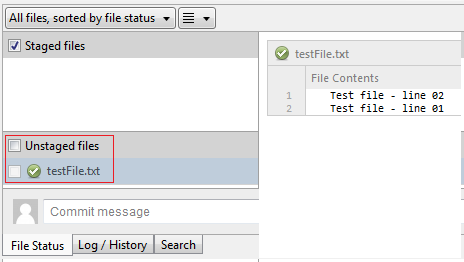 All files, sorted by file status
Staged files
testFile.txt
File Contents
1 Test file - line 02
2 Test file - line 01
Unstaged files
testFile.txt
Commit message
File Status
Log / History
Search